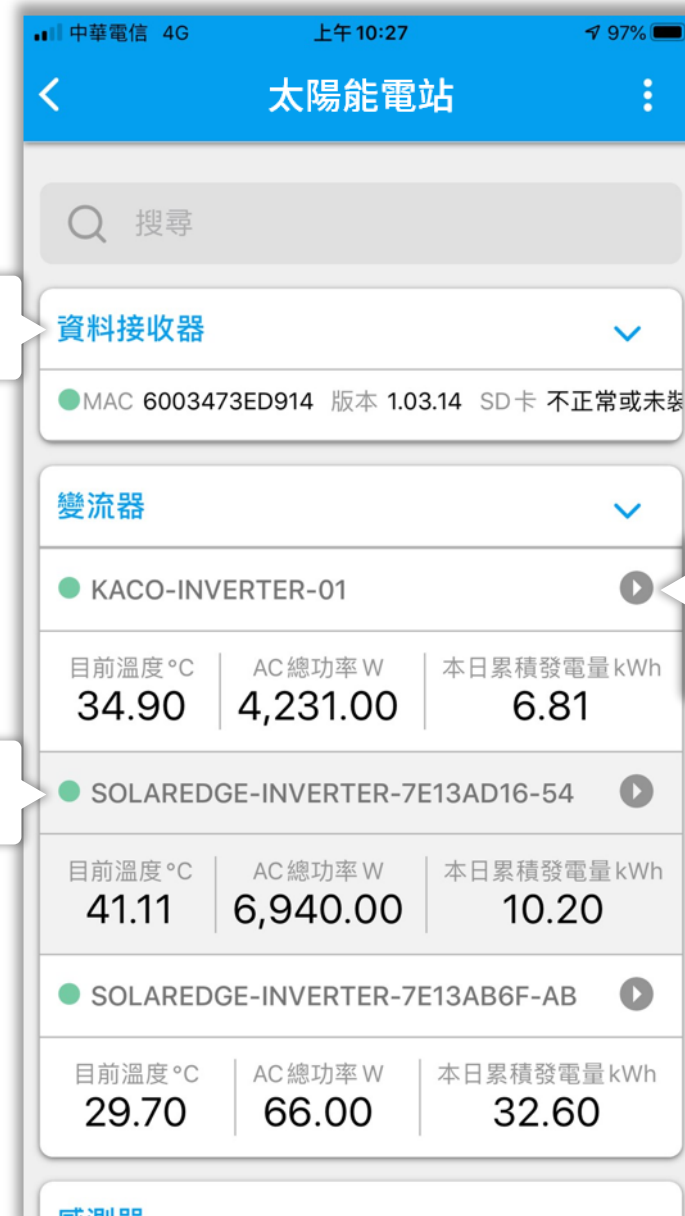 中華電信 4G 上午10:27 97%
太陽能電站
搜尋
資料接收器
MAC 6003473ED914 版本 1.03.14 SD卡 不正常或未裝
變流器
KACO-INVERTER-01
目前溫度°C AC總功率W 本日累積發電量kWh
34.90 4,231.00 6.81
SOLAREDGE-INVERTER-7E13AD16-54
目前溫度°C AC總功率W 本日累積發電量kWh
41.11 6,940.00 10.20
SOLAREDGE-INVERTER-7E13AB6F-AB
目前溫度°C AC總功率W 本日累積發電量kWh
29.70 66.00 32.60
感測器